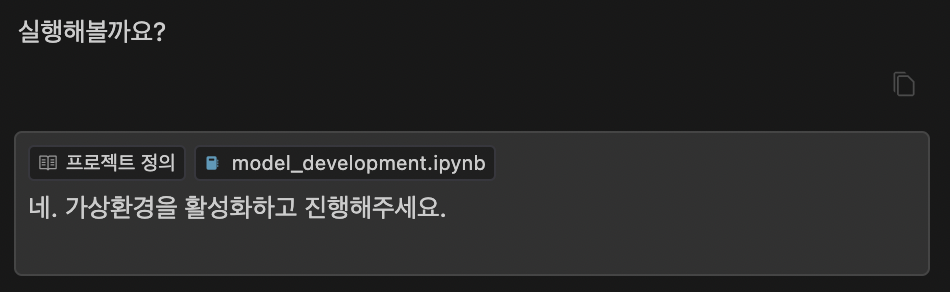 실행해볼까요?
프로젝트 정의 model_development.ipynb
네. 가상환경을 활성화하고 진행해주세요.